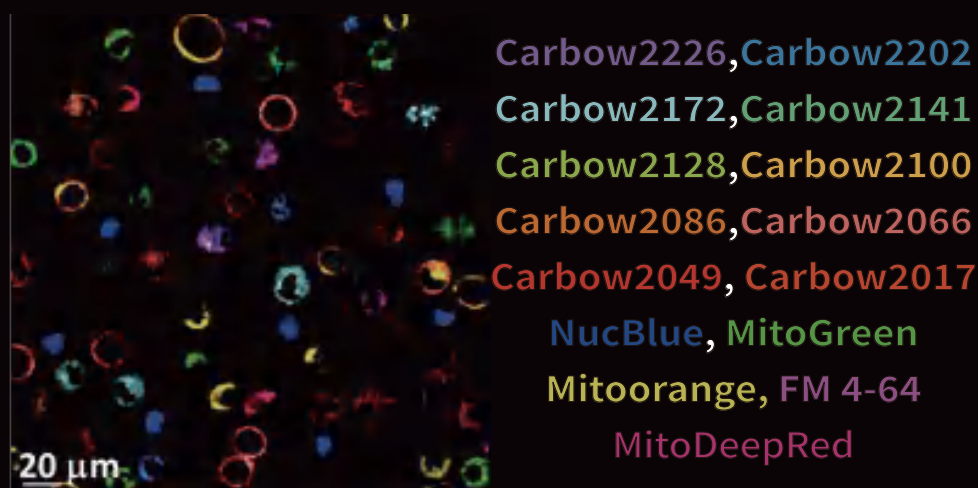 Carbow2226,Carbow2202
Carbow2172,Carbow2141
Carbow2128,Carbow2100
Carbow2086,Carbow2066
Carbow2049, Carbow2017
NucBlue, MitoGreen
Mitoorange, FM 4-64
MitoDeepRed
20 μm